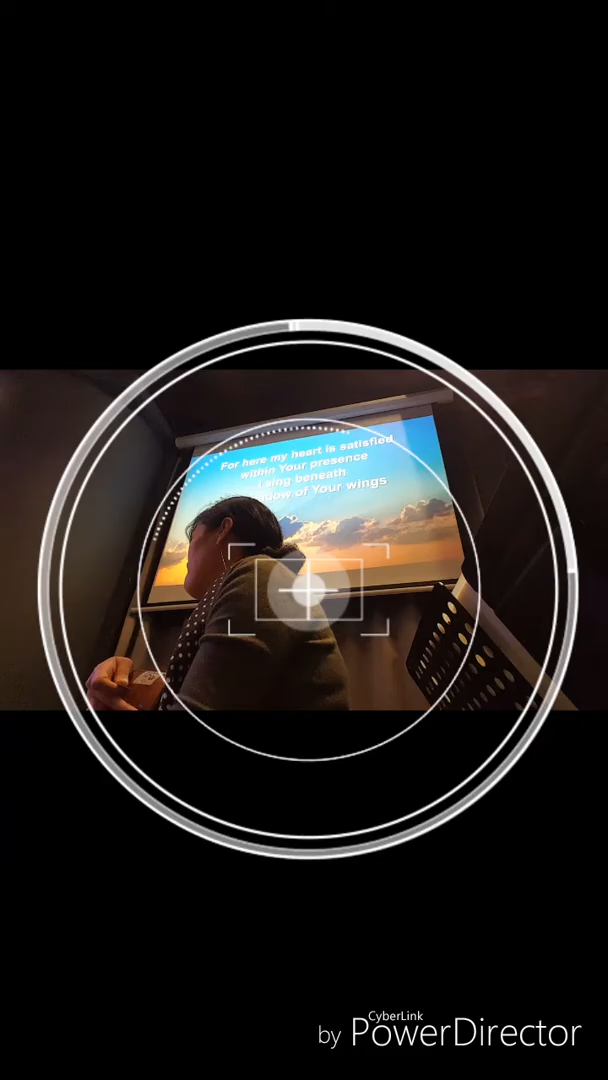 For here my heart is satisfied
within Your presence
I sing beneath
of Your wings
CyberLink
by PowerDirector